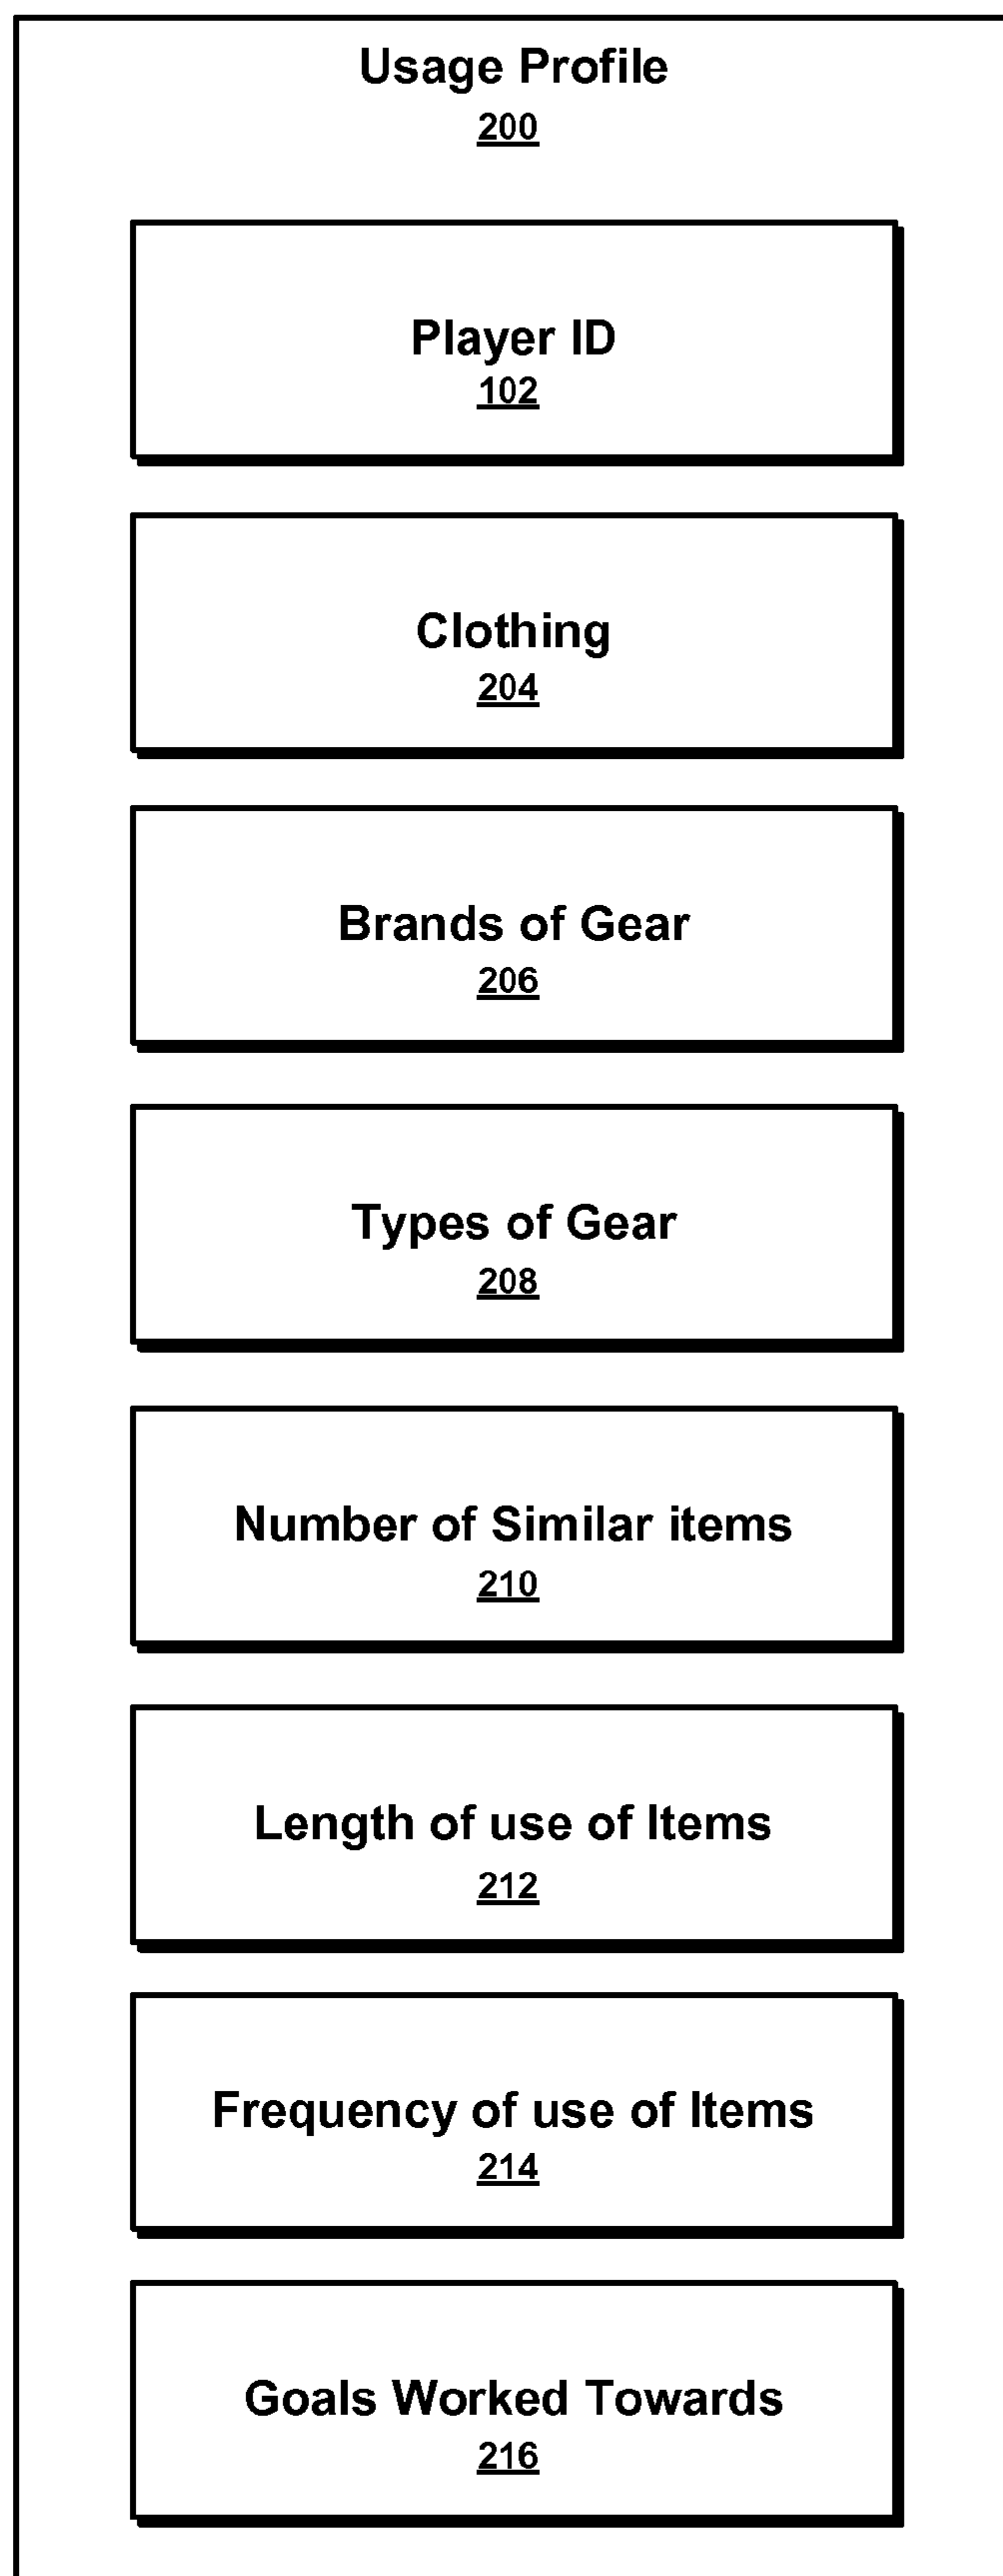 Usage Profile
200
Player ID
102
Clothing
204
Brands of Gear
206
Types of Gear
208
Number of Similar items
210
Length of use of Items
212
Frequency of use of Items
214
Goals Worked Towards
216